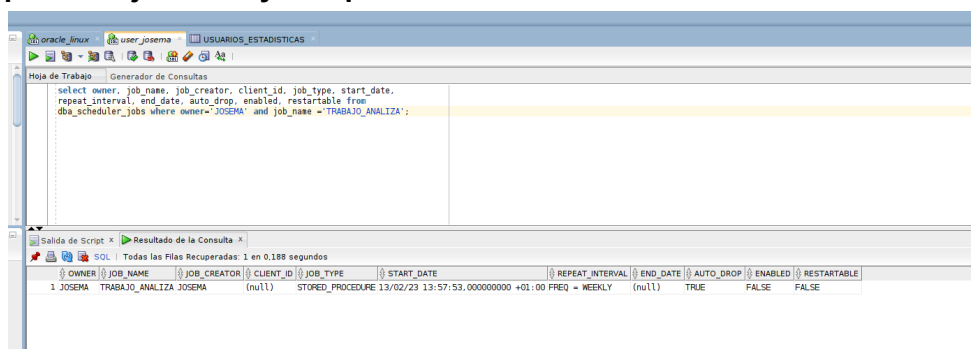 oracle_linux user_josema USUARIOS_ESTADISTICAS
Hoja de Trabajo Generador de Consultas
select owner, job_name, job_creator, client_id, job_type, start_date,
repeat_interval, end_date, auto_drop, enabled, restartable from
dba_scheduler_jobs where owner='JOSEMA' and job_name ='TRABAJO_ANALIZA';
Salida de Script x Resultado de la Consulta x
SQL | Todas las Filas Recuperadas: 1 en 0,188 segundos
OWNER JOB_NAME JOB_CREATOR CLIENT_ID JOB_TYPE START_DATE REPEAT_INTERVAL END_DATE AUTO_DROP ENABLED RESTARTABLE
1 JOSEMA TRABAJO_ANALIZA JOSEMA (null) STORED_PROCEDURE 13/02/23 13:57:53,000000000 +01:00 FREQ = WEEKLY (null) TRUE FALSE FALSE